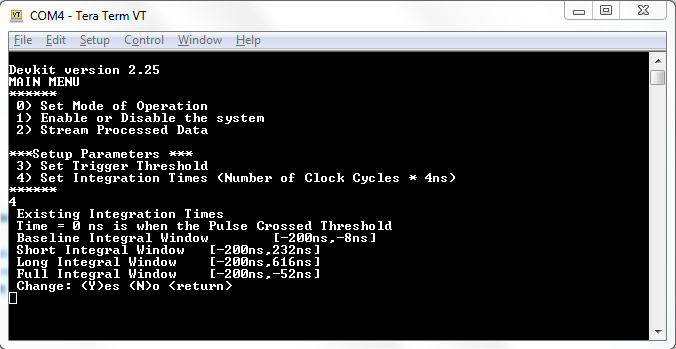 COM4 - Tera Term VT
File Edit Setup Control Window Help
Devkit version 2.25
MAIN MENU
******
0) Set Mode of Operation
1) Enable or Disable the system
2) Stream Processed Data
***Setup Parameters ***
3) Set Trigger Threshold
4) Set Integration Times (Number of Clock Cycles * 4ns)
******
4
Existing Integration Times
Time = 0 ns is when the Pulse Crossed Threshold
Baseline Integral Window [-200ns,-8ns]
Short Integral Window [-200ns,232ns]
Long Integral Window [-200ns,616ns]
Full Integral Window [-200ns,-52ns]
Change: (Y)es (N)o <return>